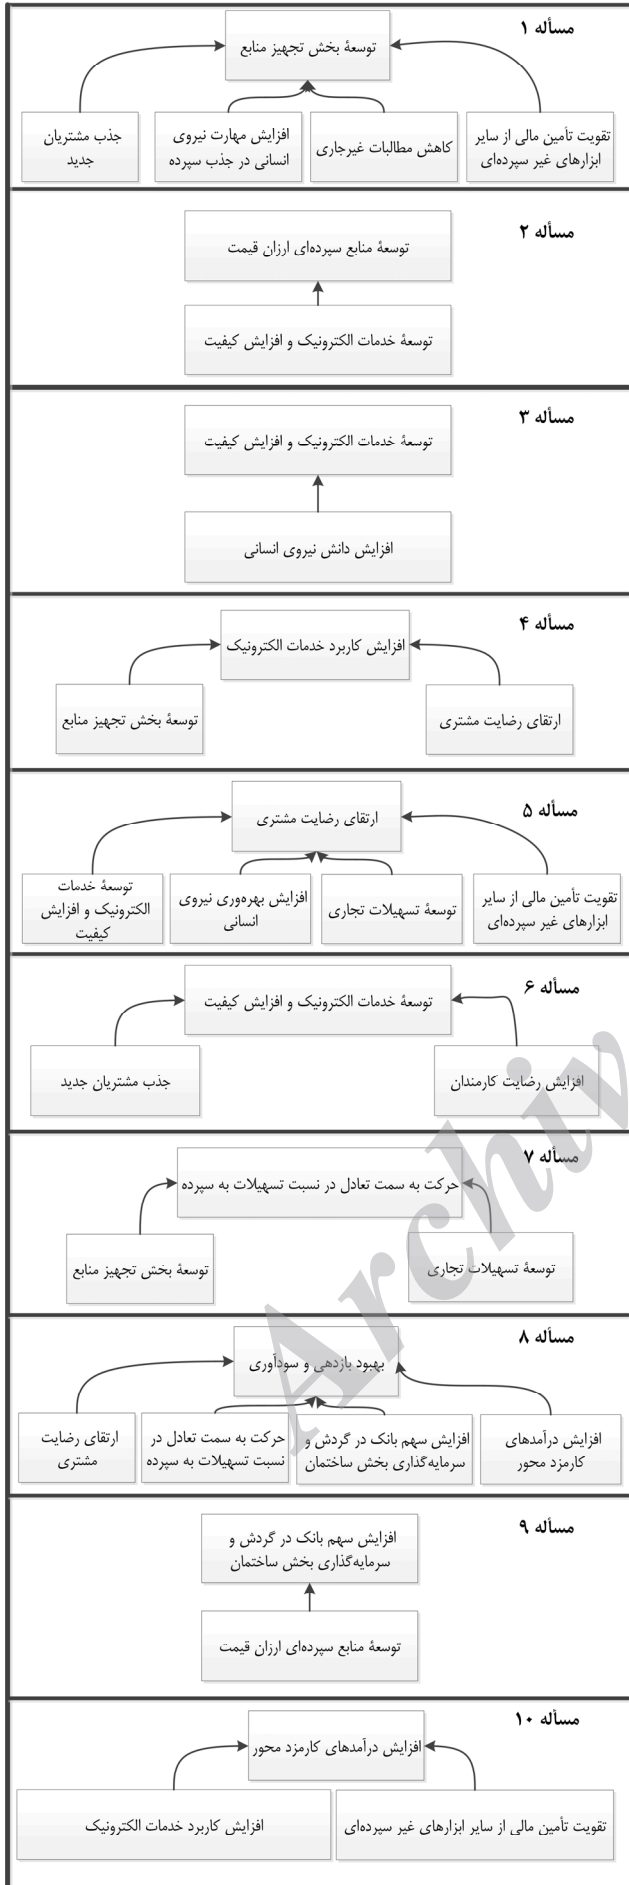 مسأله ۱
توسعهٔ بخش تجهیز منابع
تقویت تأمین مالی از سایر
ابزارهای غیر سپرده‌ای
کاهش مطالبات غیرجاری
افزایش مهارت نیروی
انسانی در جذب سپرده
جذب مشتریان
جدید
مسأله ۲
توسعهٔ منابع سپرده‌ای ارزان قیمت
توسعهٔ خدمات الکترونیک و افزایش کیفیت
مسأله ۳
توسعهٔ خدمات الکترونیک و افزایش کیفیت
افزایش دانش نیروی انسانی
مسأله ۴
افزایش کاربرد خدمات الکترونیک
ارتقای رضایت مشتری
توسعهٔ بخش تجهیز منابع
مسأله ۵
ارتقای رضایت مشتری
تقویت تأمین مالی از سایر
ابزارهای غیر سپرده‌ای
توسعهٔ تسهیلات تجاری
افزایش بهره‌وری نیروی
انسانی
توسعهٔ خدمات
الکترونیک و افزایش
کیفیت
مسأله ۶
توسعهٔ خدمات الکترونیک و افزایش کیفیت
افزایش رضایت کارمندان
جذب مشتریان جدید
مسأله ۷
حرکت به سمت تعادل در نسبت تسهیلات به سپرده
توسعهٔ تسهیلات تجاری
توسعهٔ بخش تجهیز منابع
مسأله ۸
بهبود بازدهی و سودآوری
افزایش درآمدهای
کارمزد محور
افزایش سهم بانک در گردش و
سرمایه‌گذاری بخش ساختمان
حرکت به سمت تعادل در
نسبت تسهیلات به سپرده
ارتقای رضایت
مشتری
مسأله ۹
افزایش سهم بانک در گردش و
سرمایه‌گذاری بخش ساختمان
توسعهٔ منابع سپرده‌ای ارزان قیمت
مسأله ۱۰
افزایش درآمدهای کارمزد محور
تقویت تأمین مالی از سایر ابزارهای غیر سپرده‌ای
افزایش کاربرد خدمات الکترونیک
Archiv